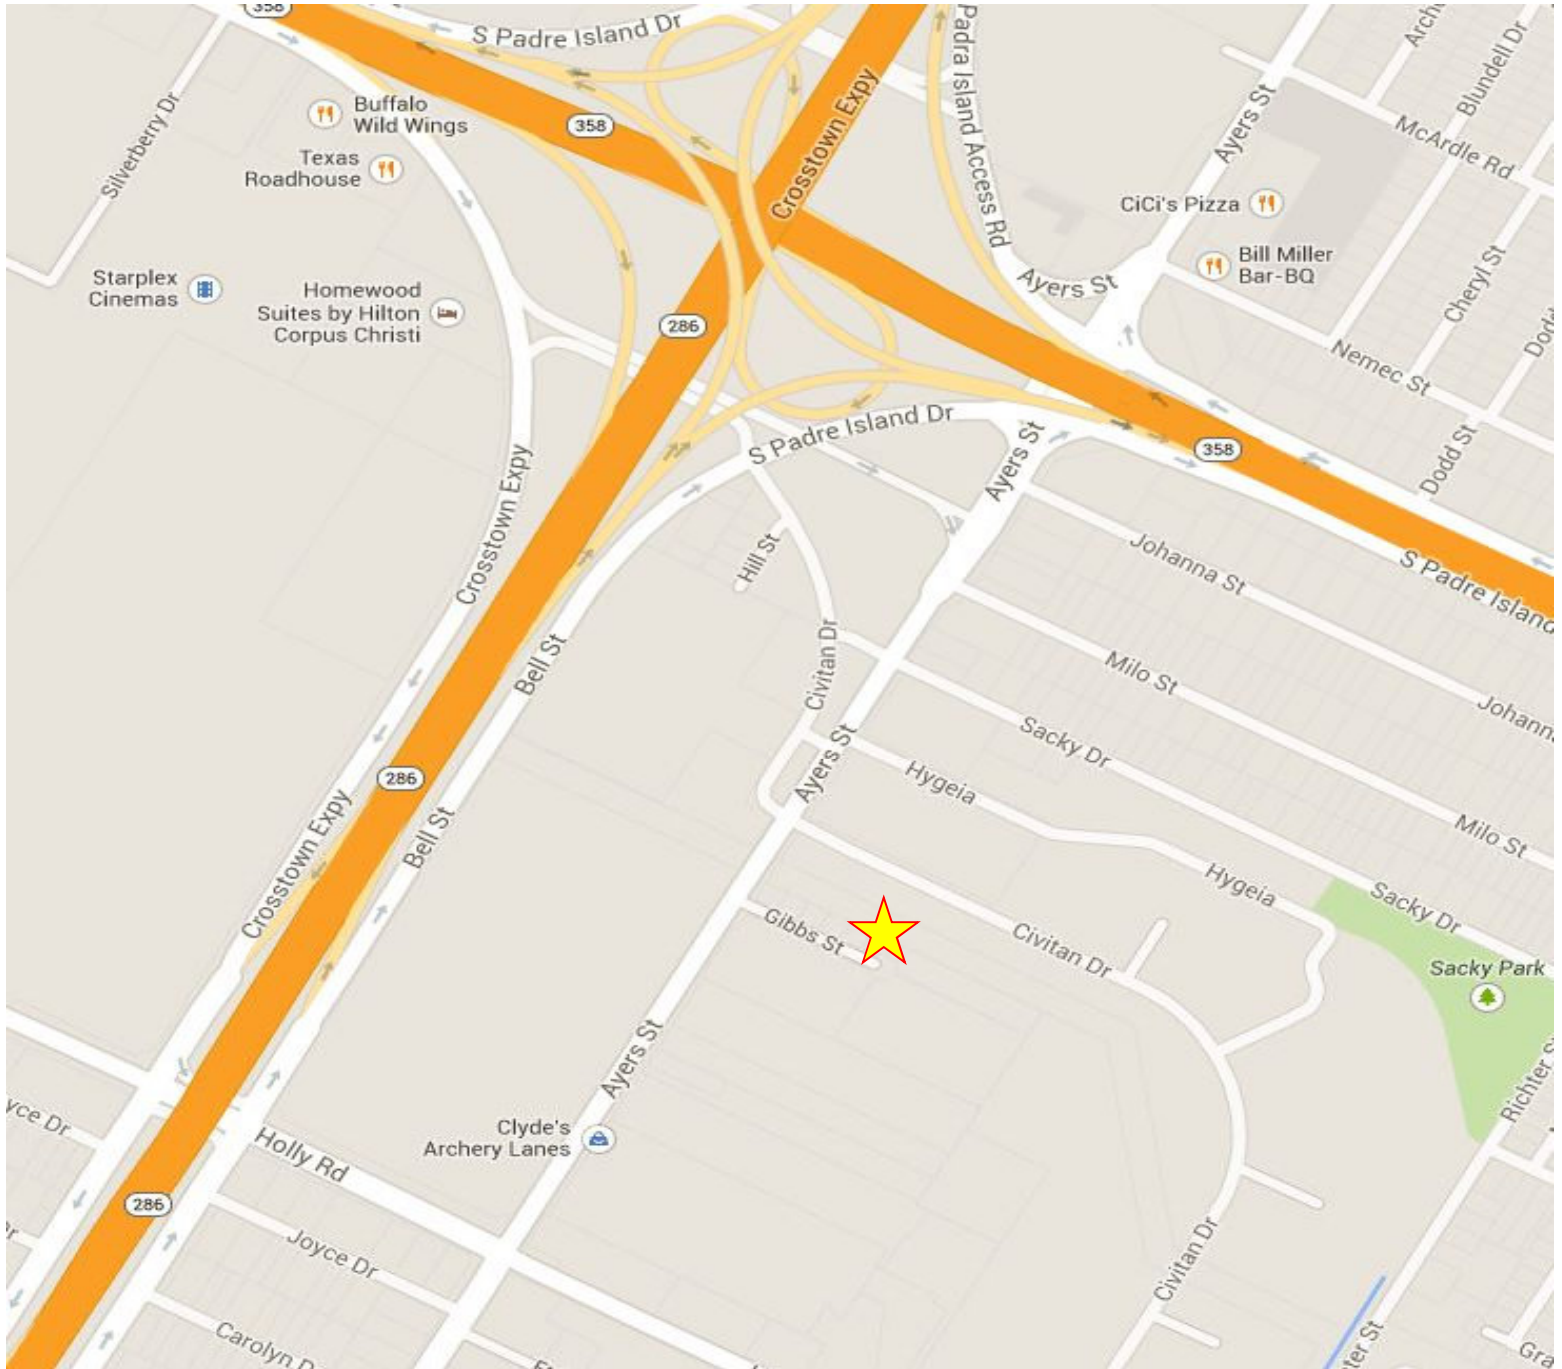 358
S Padre Island Dr
Padra Island Access Rd
Blundell Dr
Buffalo
Wild Wings
358
Crosstown Expy
Ayers St
McArdle Rd
Silverberry Dr
Texas
Roadhouse
CiCi's Pizza
Bill Miller
Bar-BQ
Cheryl St
Ayers St
Starplex
Cinemas
Homewood
Suites by Hilton
Corpus Christi
286
Nemec St
S Padre Island Dr
Ayers St
358
Dodd St
Crosstown Expy
Hill St
Johanna St
S Padre Island
Civitan Dr
Bell St
Milo St
Sacky Dr
286
Ayers St
Hygeia
Milo St
Crosstown Expy
Bell St
Hygeia
Sacky Dr
Gibbs St
Civitan Dr
Sacky Park
Ayers St
Clyde's
Archery Lanes
Holly Rd
286
Joyce Dr
Civitan Dr